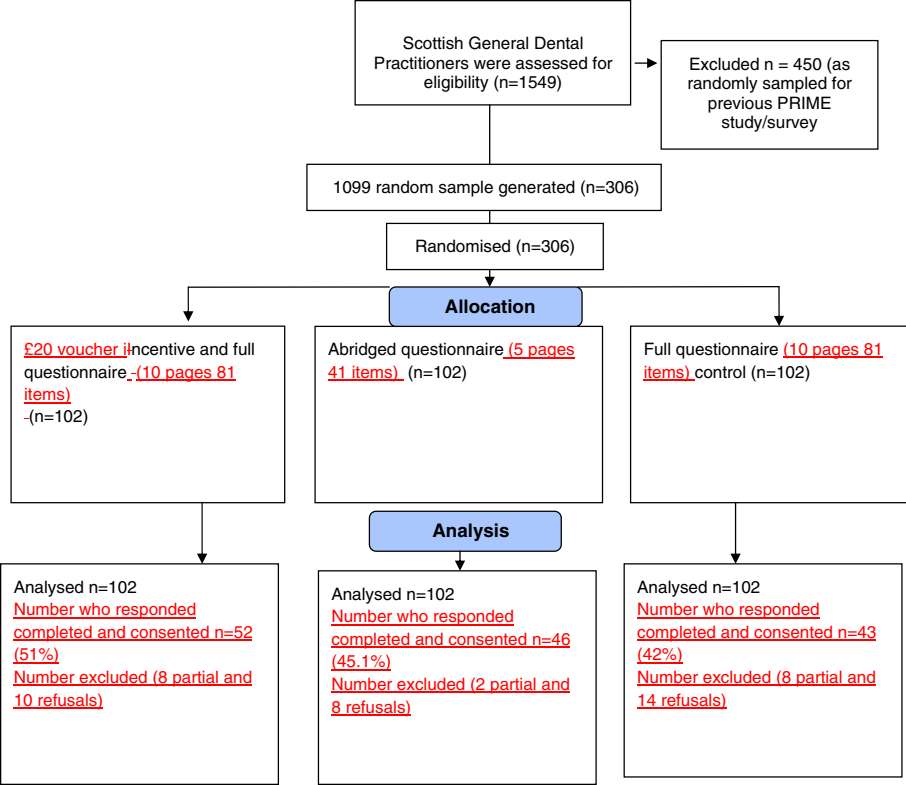 Scottish General Dental
Practitioners were assessed for
eligibility (n=1549)
Excluded n = 450 (as
randomly sampled for
previous PRIME
study/survey
1099 random sample generated (n=306)
Randomised (n=306)
Allocation
£20 voucher iIncentive and full
questionnaire -(10 pages 81
items)
-(n=102)
Abridged questionnaire (5 pages
41 items) (n=102)
Full questionnaire (10 pages 81
items) control (n=102)
Analysis
Analysed n=102
Number who responded
completed and consented n=52
(51%)
Number excluded (8 partial and
10 refusals)
Analysed n=102
Number who responded
completed and consented n=46
(45.1%)
Number excluded (2 partial and
8 refusals)
Analysed n=102
Number who responded
completed and consented n=43
(42%)
Number excluded (8 partial and
14 refusals)